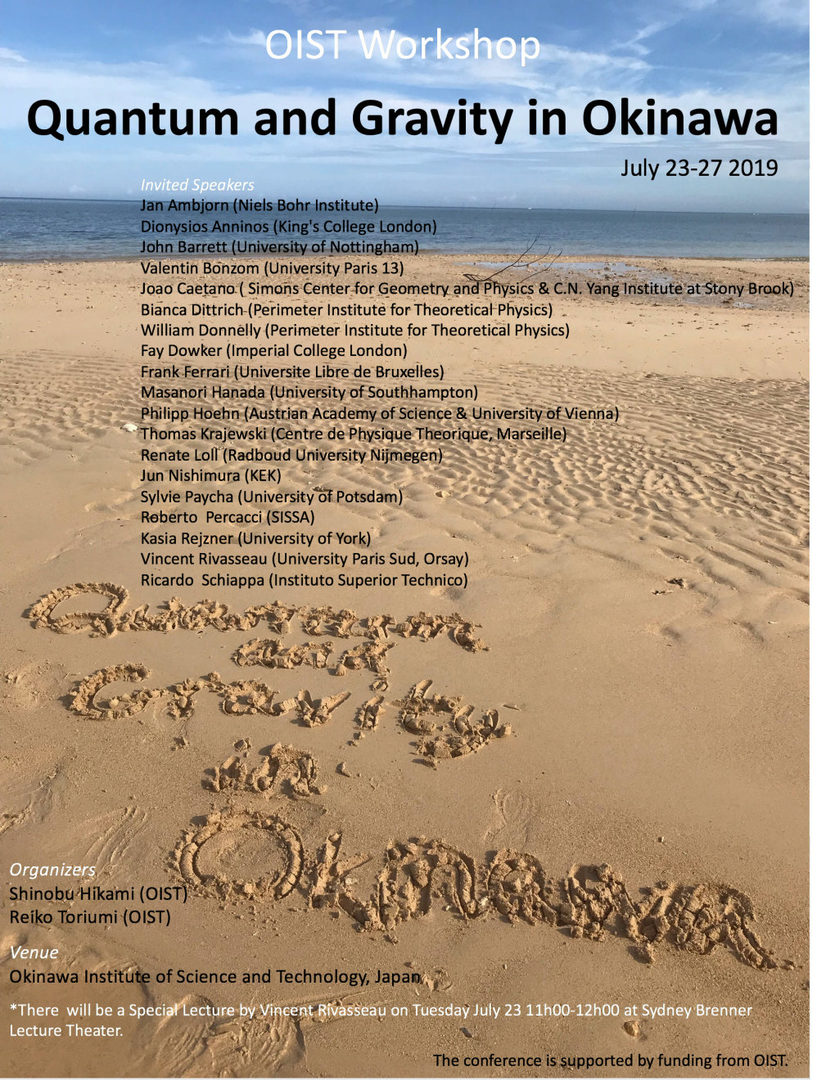 OIST Workshop
Quantum and Gravity in Okinawa
July 23-27 2019
Invited Speakers
Jan Ambjorn (Niels Bohr Institute)
Dionysios Anninos (King's College London)
John Barrett (University of Nottingham)
Valentin Bonzom (University Paris 13)
Joao Caetano ( Simons Center for Geometry and Physics & C.N. Yang Institute at Stony Brook)
Bianca Dittrich (Perimeter Institute for Theoretical Physics)
William Donnelly (Perimeter Institute for Theoretical Physics)
Fay Dowker (Imperial College London)
Frank Ferrari (Universite Libre de Bruxelles)
Masanori Hanada (University of Southhampton)
Philipp Hoehn (Austrian Academy of Science & University of Vienna)
Thomas Krajewski (Centre de Physique Theorique, Marseille)
Renate Loll (Radboud University Nijmegen)
Jun Nishimura (KEK)
Sylvie Paycha (University of Potsdam)
Roberto  Percacci (SISSA)
Kasia Rejzner (University of York)
Vincent Rivasseau (University Paris Sud, Orsay)
Ricardo  Schiappa (Instituto Superior Technico)
Quantum
and
Gravity
in
Okinawa
Organizers
Shinobu Hikami (OIST)
Reiko Toriumi (OIST)
Venue
Okinawa Institute of Science and Technology, Japan
*There  will be a Special Lecture by Vincent Rivasseau on Tuesday July 23 11h00-12h00 at Sydney Brenner
Lecture Theater.
The conference is supported by funding from OIST.